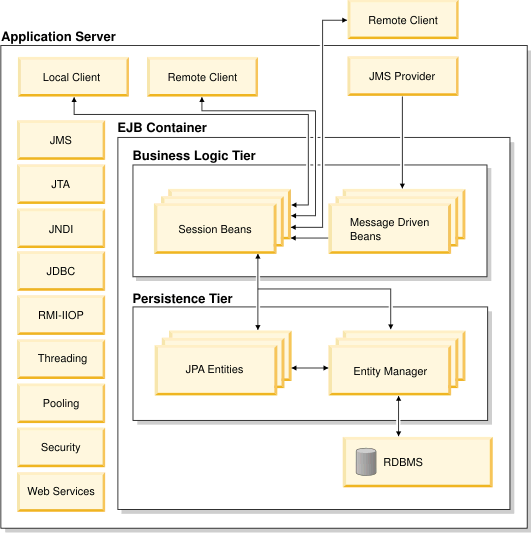 Remote Client
Application Server
Local Client
Remote Client
JMS Provider
JMS
EJB Container
Business Logic Tier
JTA
JNDI
Session Beans
Message Driven
Beans
JDBC
Persistence Tier
RMI-IIOP
Threading
JPA Entities
Entity Manager
Pooling
Security
RDBMS
Web Services